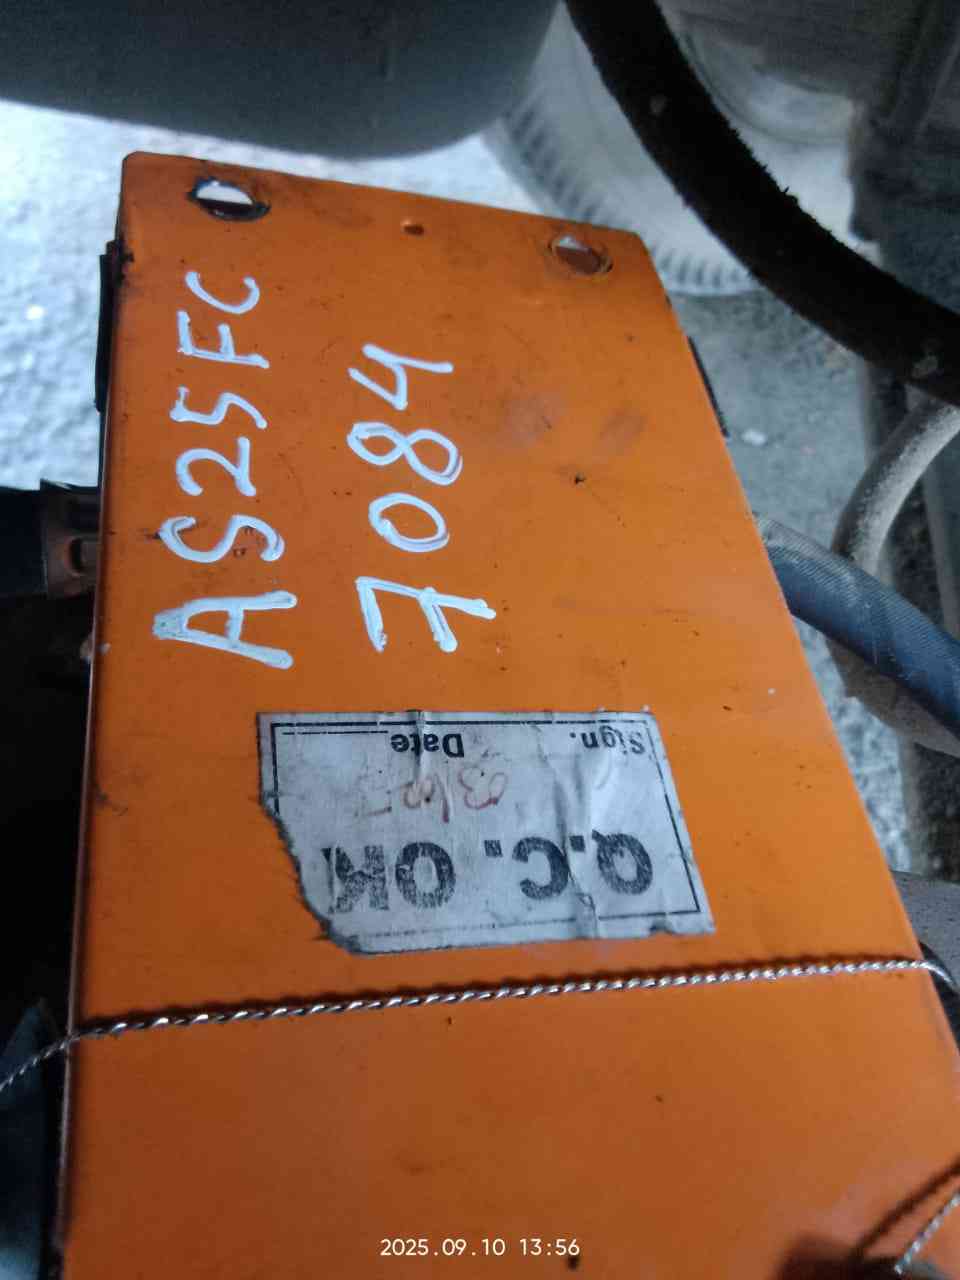 AS25FC
7084
Q.C. OK
Sign. Date
2025.09.10 13:56